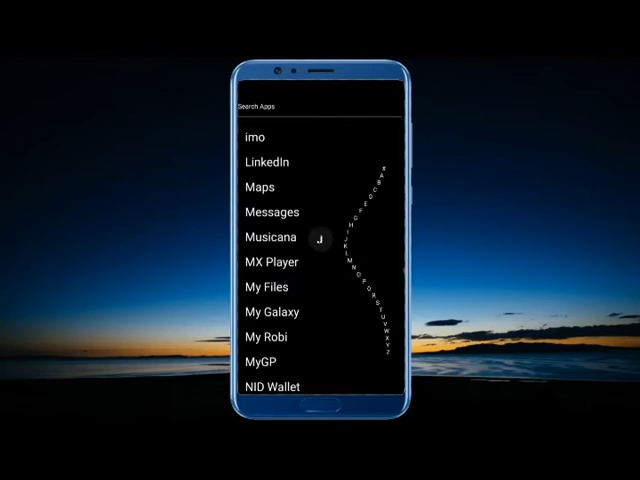 Search Apps
imo
LinkedIn
Maps
Messages
Musicana
MX Player
My Files
My Galaxy
My Robi
MyGP
NID Wallet
J
#
A
B
C
D
E
F
G
H
I
J
K
L
M
N
O
P
Q
R
S
T
U
V
W
X
Y
Z